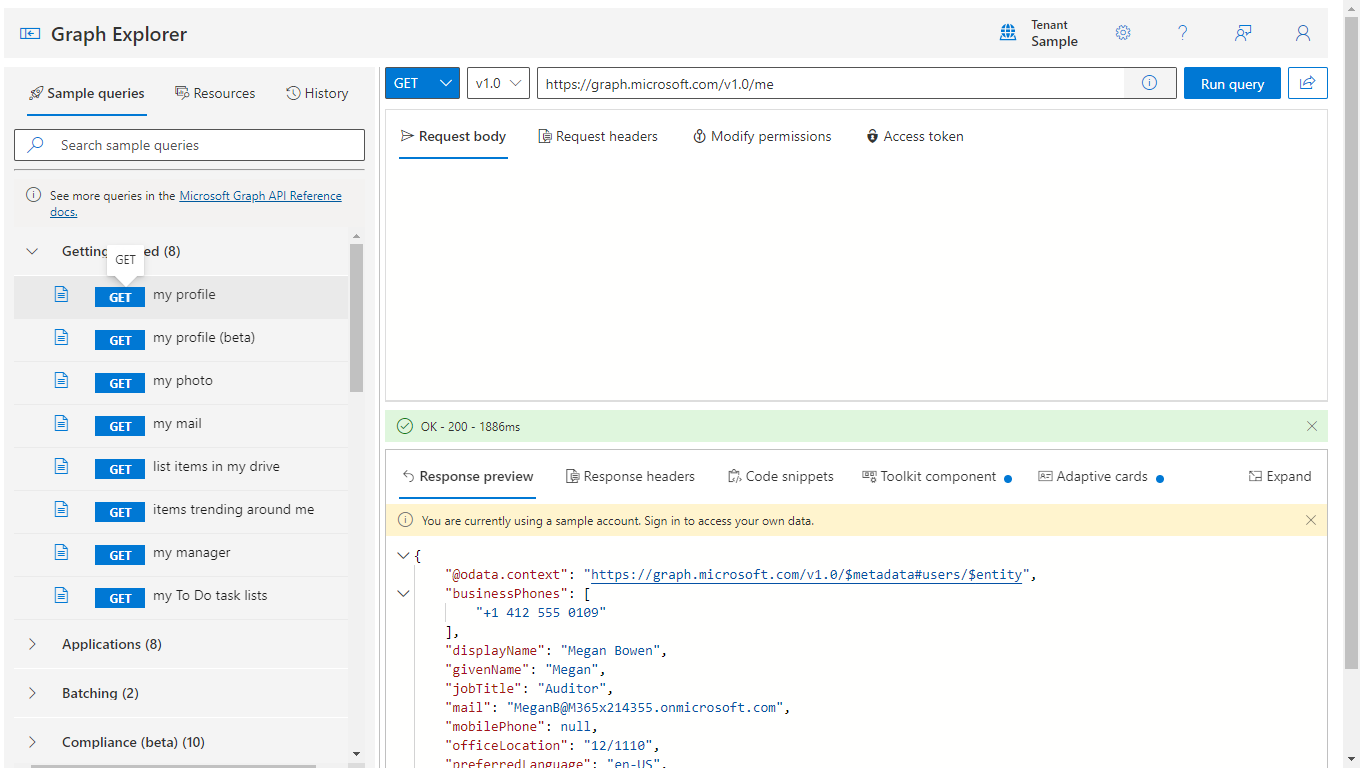 Graph Explorer
Tenant
Sample
Sample queries
Resources
History
Search sample queries
See more queries in the Microsoft Graph API Reference
docs.
Getting ed (8)
GET
GET my profile
GET my profile (beta)
GET my photo
GET my mail
GET list items in my drive
GET items trending around me
GET my manager
GET my To Do task lists
Applications (8)
Batching (2)
Compliance (beta) (10)
GET
v1.0
https://graph.microsoft.com/v1.0/me
Run query
Request body
Request headers
Modify permissions
Access token
OK - 200 - 1886ms
Response preview
Response headers
Code snippets
Toolkit component
Adaptive cards
Expand
You are currently using a sample account. Sign in to access your own data.
{
"@odata.context": "https://graph.microsoft.com/v1.0/$metadata#users/$entity",
"businessPhones": [
"+1 412 555 0109"
],
"displayName": "Megan Bowen",
"givenName": "Megan",
"jobTitle": "Auditor",
"mail": "MeganB@M365x214355.onmicrosoft.com",
"mobilePhone": null,
"officeLocation": "12/1110",
"preferredLanguage": "en-US",